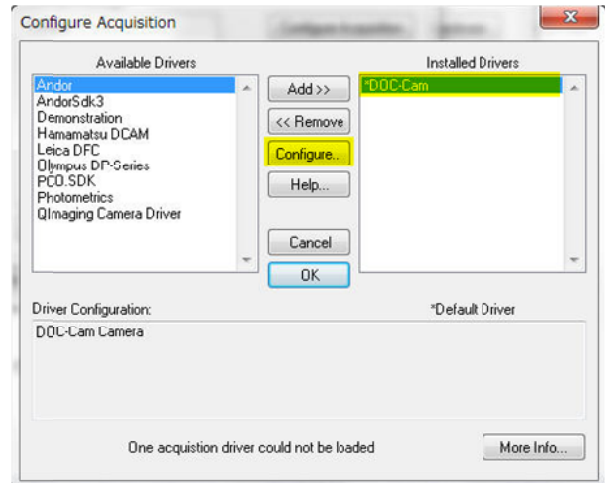 Configure Acquisition
Available Drivers
Installed Drivers
Andor
AndorSdk3
Demonstration
Hamamatsu DCAM
Leica DFC
Olympus DP-Series
PCO.SDK
Photometrics
QImaging Camera Driver
Add >>
<< Remove
Configure..
Help...
Cancel
OK
*DOC-Cam
Driver Configuration:
*Default Driver
DOC-Cam Camera
One acquistion driver could not be loaded
More Info...